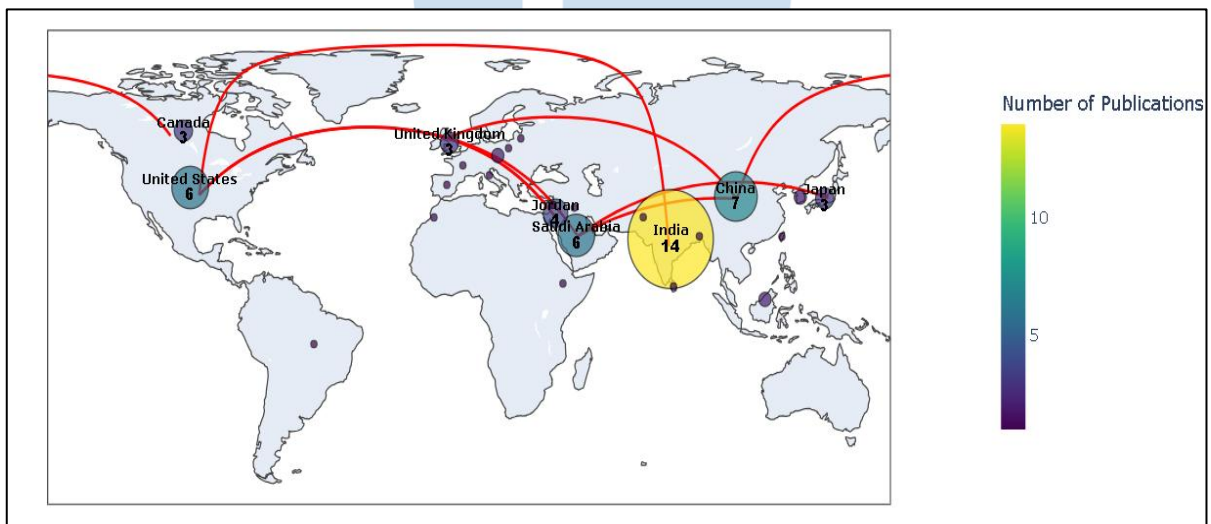 Number of Publications
Canada
3
United Kingdom
3
United States
6
China
7
Japan
3
Jordan
4
Saudi Arabia
6
India
14
10
5